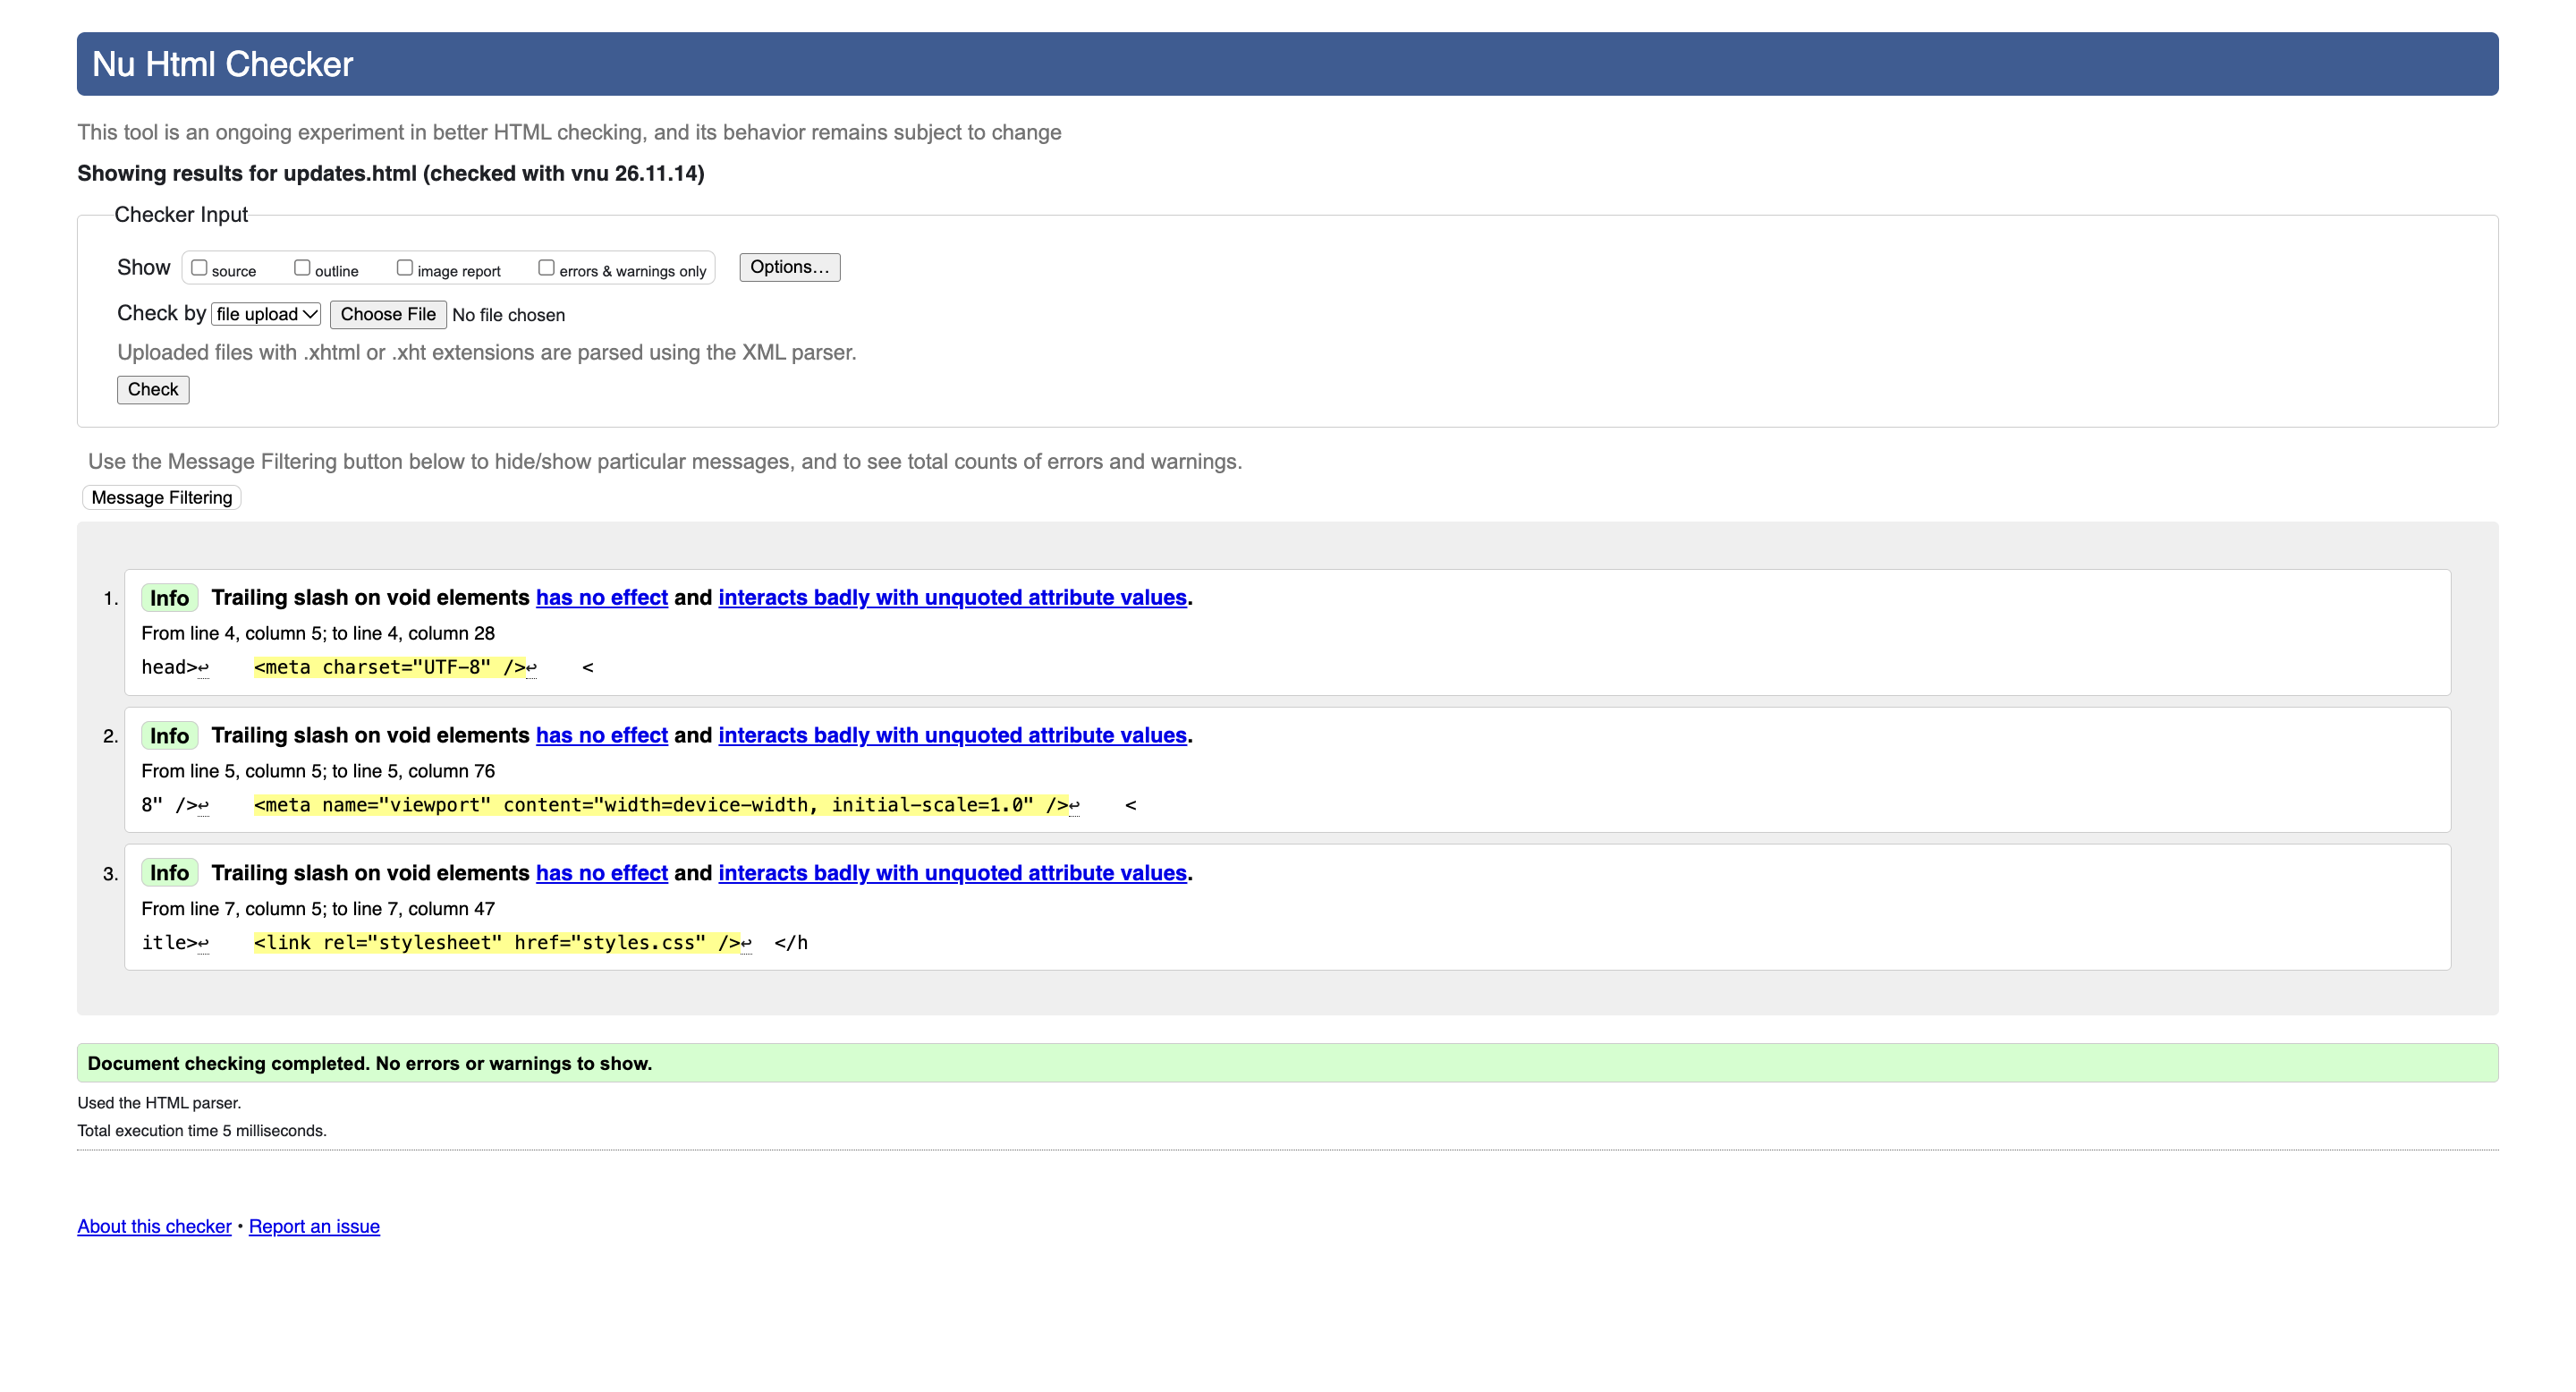 Nu Html Checker
This tool is an ongoing experiment in better HTML checking, and its behavior remains subject to change
Showing results for updates.html (checked with vnu 26.11.14)
Checker Input
Show source outline image report errors & warnings only Options...
Check by file upload Choose File No file chosen
Uploaded files with .xhtml or .xht extensions are parsed using the XML parser.
Check
Use the Message Filtering button below to hide/show particular messages, and to see total counts of errors and warnings.
Message Filtering
1. Info Trailing slash on void elements has no effect and interacts badly with unquoted attribute values.
From line 4, column 5; to line 4, column 28
head>↩    <meta charset="UTF-8" />↩    <
2. Info Trailing slash on void elements has no effect and interacts badly with unquoted attribute values.
From line 5, column 5; to line 5, column 76
8" />↩    <meta name="viewport" content="width=device-width, initial-scale=1.0" />↩    <
3. Info Trailing slash on void elements has no effect and interacts badly with unquoted attribute values.
From line 7, column 5; to line 7, column 47
itle>↩    <link rel="stylesheet" href="styles.css" />↩  </h
Document checking completed. No errors or warnings to show.
Used the HTML parser.
Total execution time 5 milliseconds.
About this checker • Report an issue